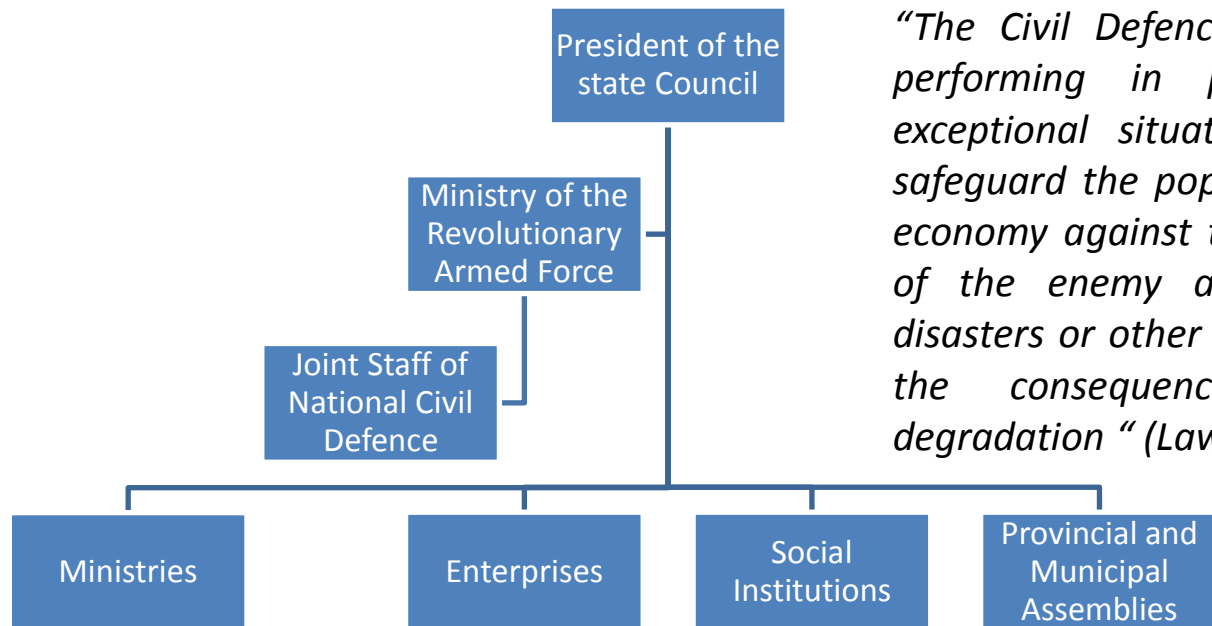 President of the
state Council
“The Civil Defenc
performing in
exceptional situat
safeguard the pop
economy against
of the enemy a
disasters or other
the consequenc
degradation “ (Law
Ministry of the
Revolutionary
Armed Force
Joint Staff of
National Civil
Defence
Ministries
Enterprises
Social
Institutions
Provincial and
Municipal
Assemblies